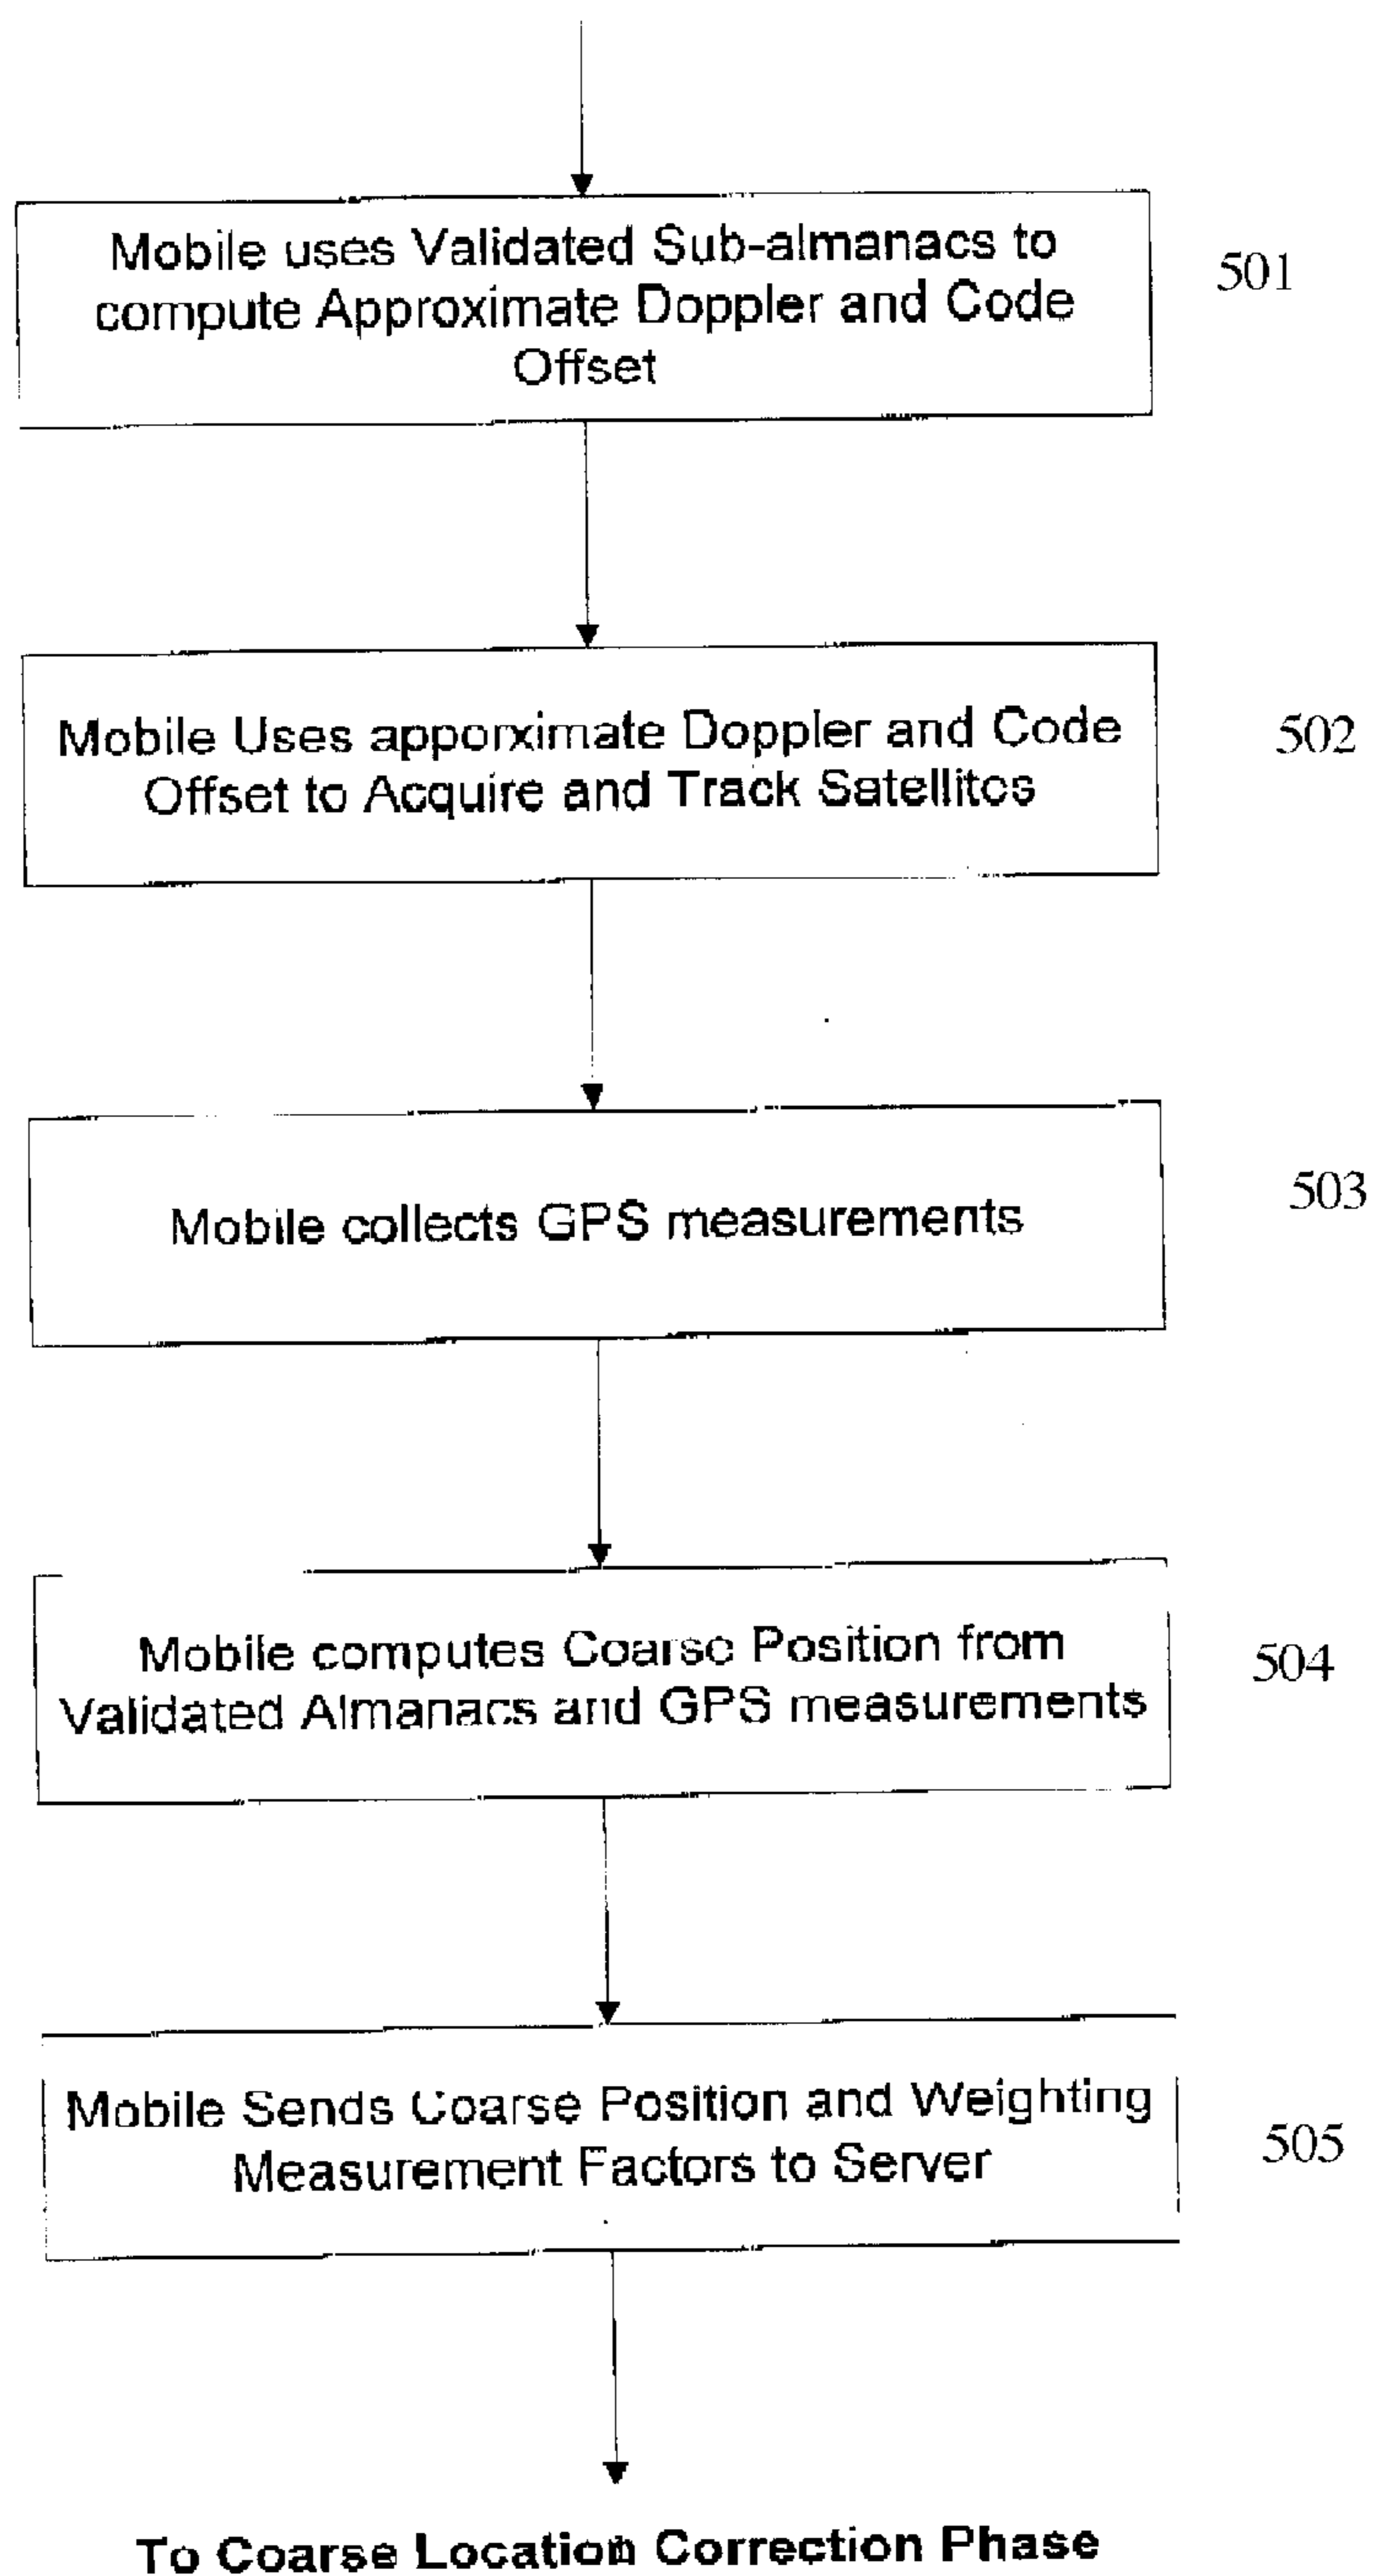 Mobile uses Validated Sub-almanacs to
compute Approximate Doppler and Code
Offset
501
Mobile Uses apporximate Doppler and Code
Offset to Acquire and Track Satellites
502
Mobile collects GPS measurements
503
Mobile computes Coarse Position from
Validated Almanacs and GPS measurements
504
Mobile Sends Coarse Position and Weighting
Measurement Factors to Server
505
To Coarse Location Correction Phase